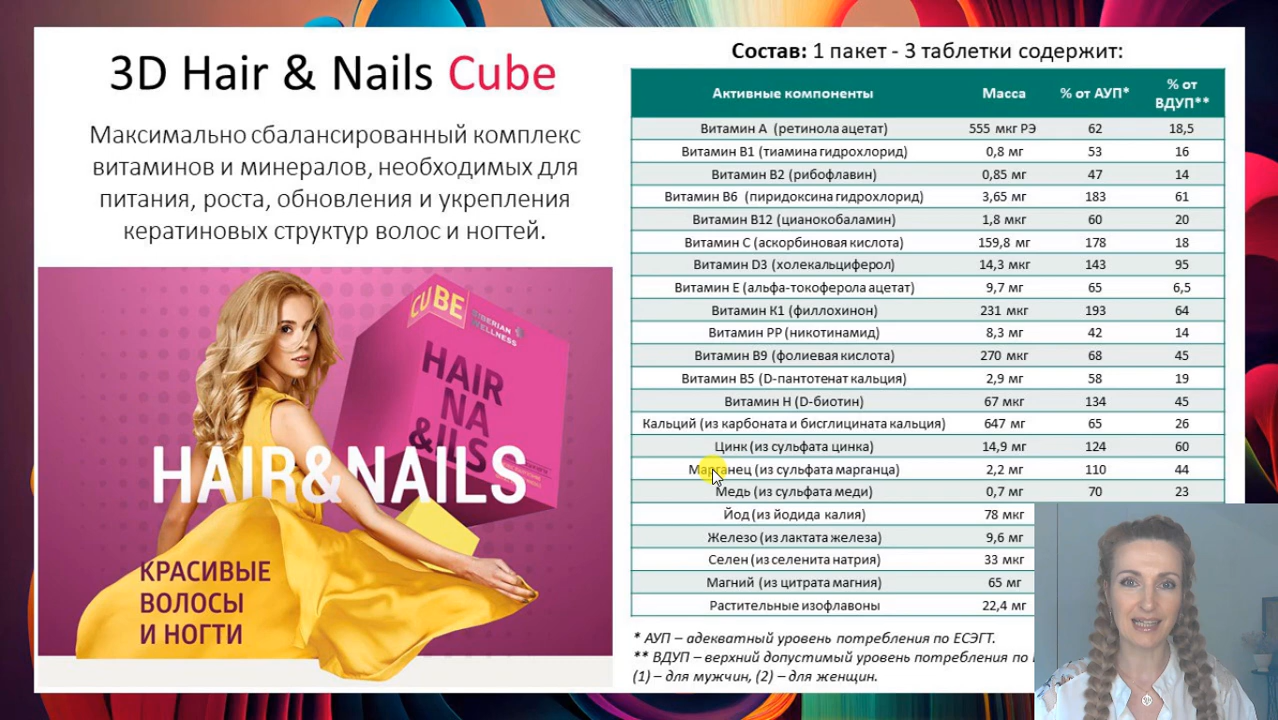 3D Hair & Nails Cube
Максимально сбалансированный комплекс
витаминов и минералов, необходимых для
питания, роста, обновления и укрепления
кератиновых структур волос и ногтей.
CUBE
SIBERIAN
WELLNESS
HAIR
NA
&ILS
HAIR&NAILS
КРАСИВЫЕ
ВОЛОСЫ
И НОГТИ
Состав: 1 пакет - 3 таблетки содержит:
Активные компоненты Масса % от АУП* % от ВДУП**
Витамин А (ретинола ацетат) 555 мкг РЭ 62 18,5
Витамин В1 (тиамина гидрохлорид) 0,8 мг 53 16
Витамин В2 (рибофлавин) 0,85 мг 47 14
Витамин В6 (пиридоксина гидрохлорид) 3,65 мг 183 61
Витамин В12 (цианокобаламин) 1,8 мкг 60 20
Витамин С (аскорбиновая кислота) 159,8 мг 178 18
Витамин D3 (холекальциферол) 14,3 мкг 143 95
Витамин Е (альфа-токоферола ацетат) 9,7 мг 65 6,5
Витамин К1 (филлохинон) 231 мкг 193 64
Витамин РР (никотинамид) 8,3 мг 42 14
Витамин В9 (фолиевая кислота) 270 мкг 68 45
Витамин В5 (D-пантотенат кальция) 2,9 мг 58 19
Витамин Н (D-биотин) 67 мкг 134 45
Кальций (из карбоната и бисглицината кальция) 647 мг 65 26
Цинк (из сульфата цинка) 14,9 мг 124 60
Марганец (из сульфата марганца) 2,2 мг 110 44
Медь (из сульфата меди) 0,7 мг 70 23
Йод (из йодида калия) 78 мкг
Железо (из лактата железа) 9,6 мг
Селен (из селенита натрия) 33 мкг
Магний (из цитрата магния) 65 мг
Растительные изофлавоны 22,4 мг
* АУП – адекватный уровень потребления по ЕСЭГТ.
** ВДУП – верхний допустимый уровень потребления по
(1) – для мужчин, (2) – для женщин.